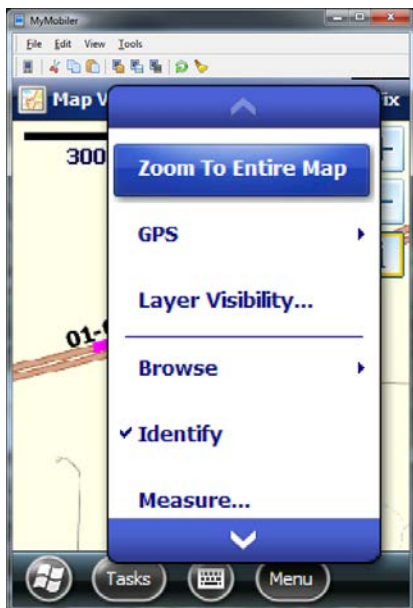 MyMobiler
File Edit View Tools
Map V
ix
300
Zoom To Entire Map
GPS
Layer Visibility...
01-
Browse
Identify
Measure...
Tasks
Menu